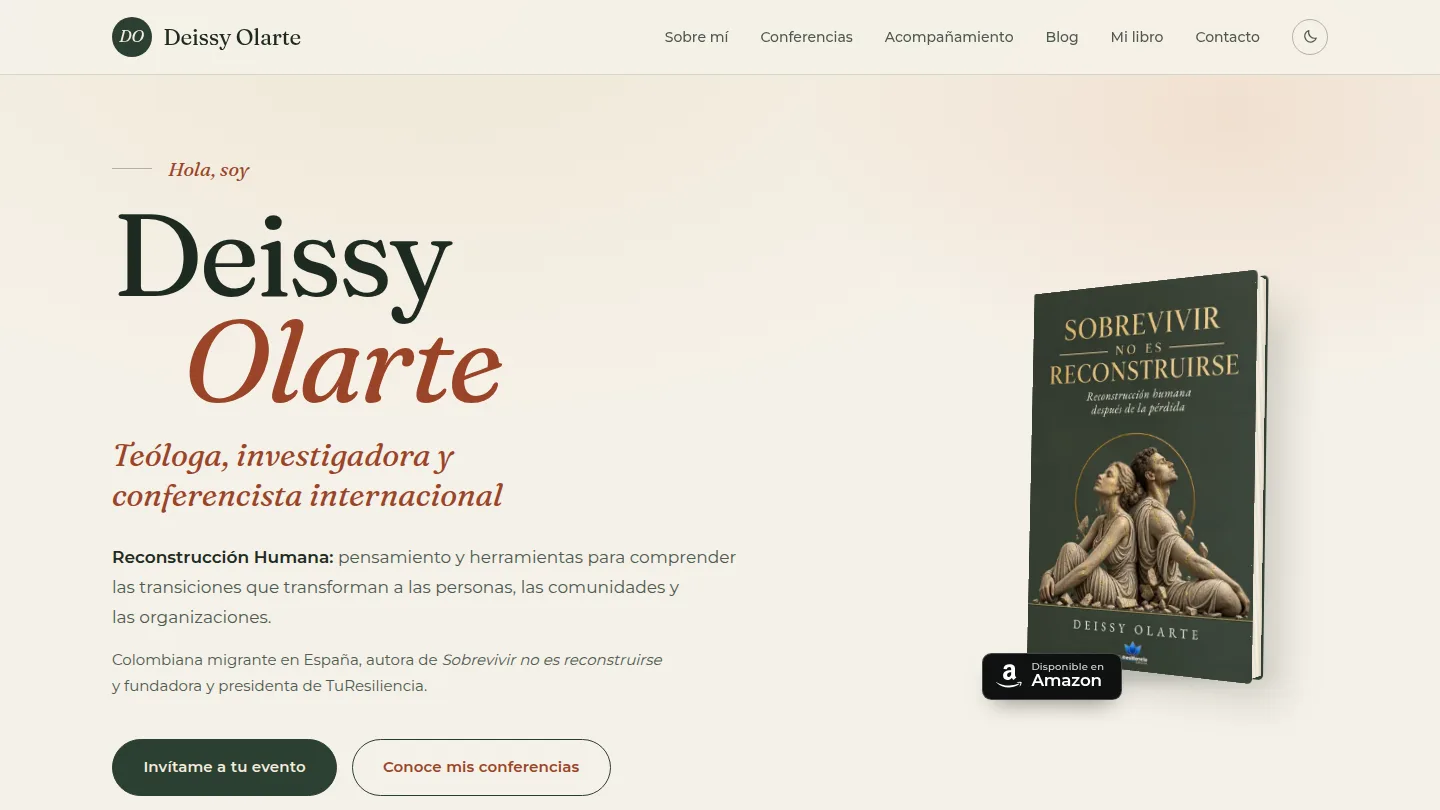 DO
Deissy Olarte
Sobre mí
Conferencias
Acompañamiento
Blog
Mi libro
Contacto
Hola, soy
Deissy
Olarte
Teóloga, investigadora y
conferencista internacional
Reconstrucción Humana: pensamiento y herramientas para comprender
las transiciones que transforman a las personas, las comunidades y
las organizaciones.
Colombiana migrante en España, autora de Sobrevivir no es reconstruirse
y fundadora y presidenta de TuResiliencia.
Invítame a tu evento
Conoce mis conferencias
SOBREVIVIR
NO ES
RECONSTRUIRSE
Reconstrucción humana
después de la pérdida
DEISSY OLARTE
Disponible en
Amazon